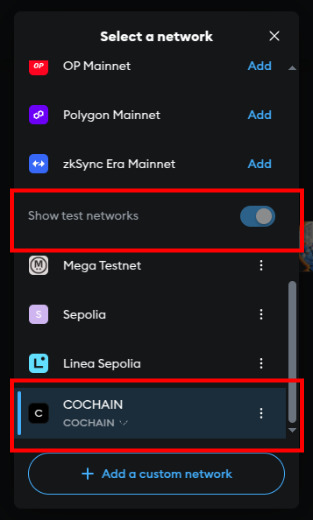 Select a network
OP
OP Mainnet
Add
Polygon Mainnet
Add
zkSync Era Mainnet
Add
Show test networks
M
Mega Testnet
S
Sepolia
L
Linea Sepolia
C
COCHAIN
COCHAIN
+ Add a custom network